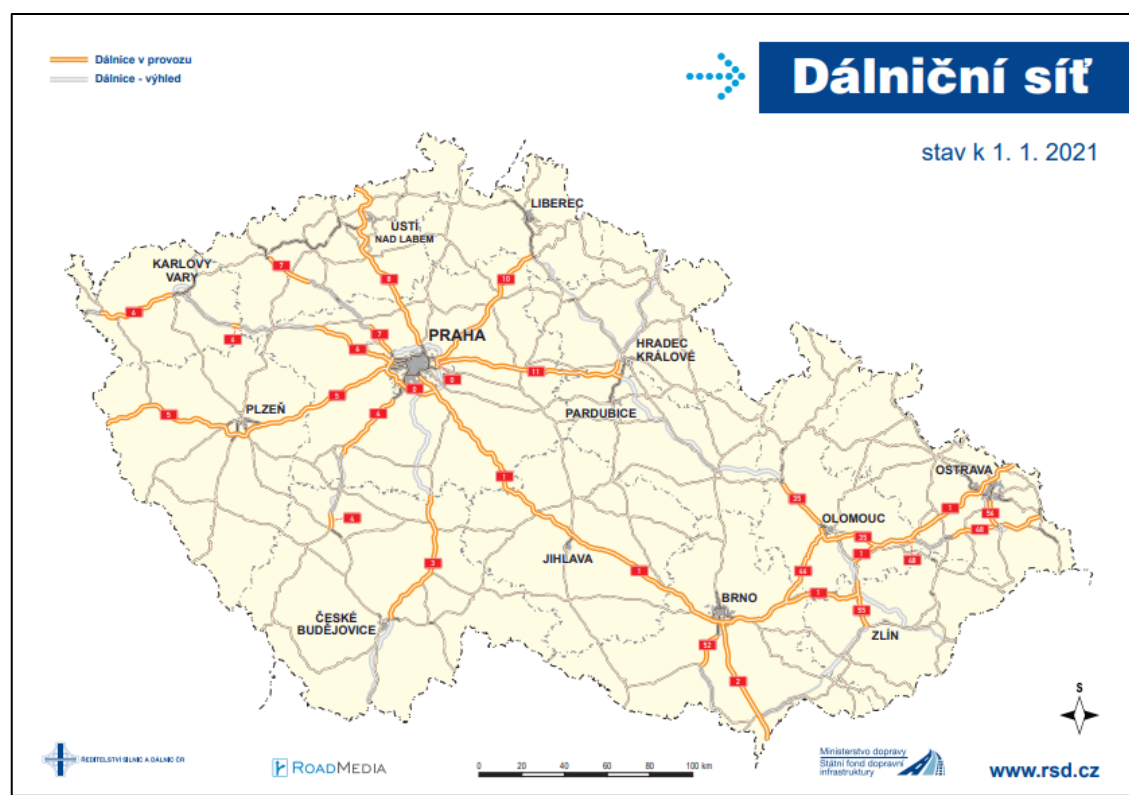 Dálnice v provozu
Dálnice - výhled
Dálniční síť
stav k 1. 1. 2021
LIBEREC
ÚSTÍ
NAD LABEM
KARLOVY
VARY
7
8
10
6
6
7
6
PRAHA
HRADEC
KRÁLOVÉ
0
11
0
5
5
4
PLZEŇ
PARDUBICE
1
OSTRAVA
35
1
56
4
OLOMOUC
35
48
1
48
3
JIHLAVA
1
46
1
BRNO
55
ČESKÉ
BUDĚJOVICE
ZLÍN
52
2
S
ŘEDITELSTVÍ SILNIC A DÁLNIC ČR
ROADMEDIA
0 20 40 60 80 100 km
Ministerstvo dopravy
Státní fond dopravní
infrastruktury
www.rsd.cz